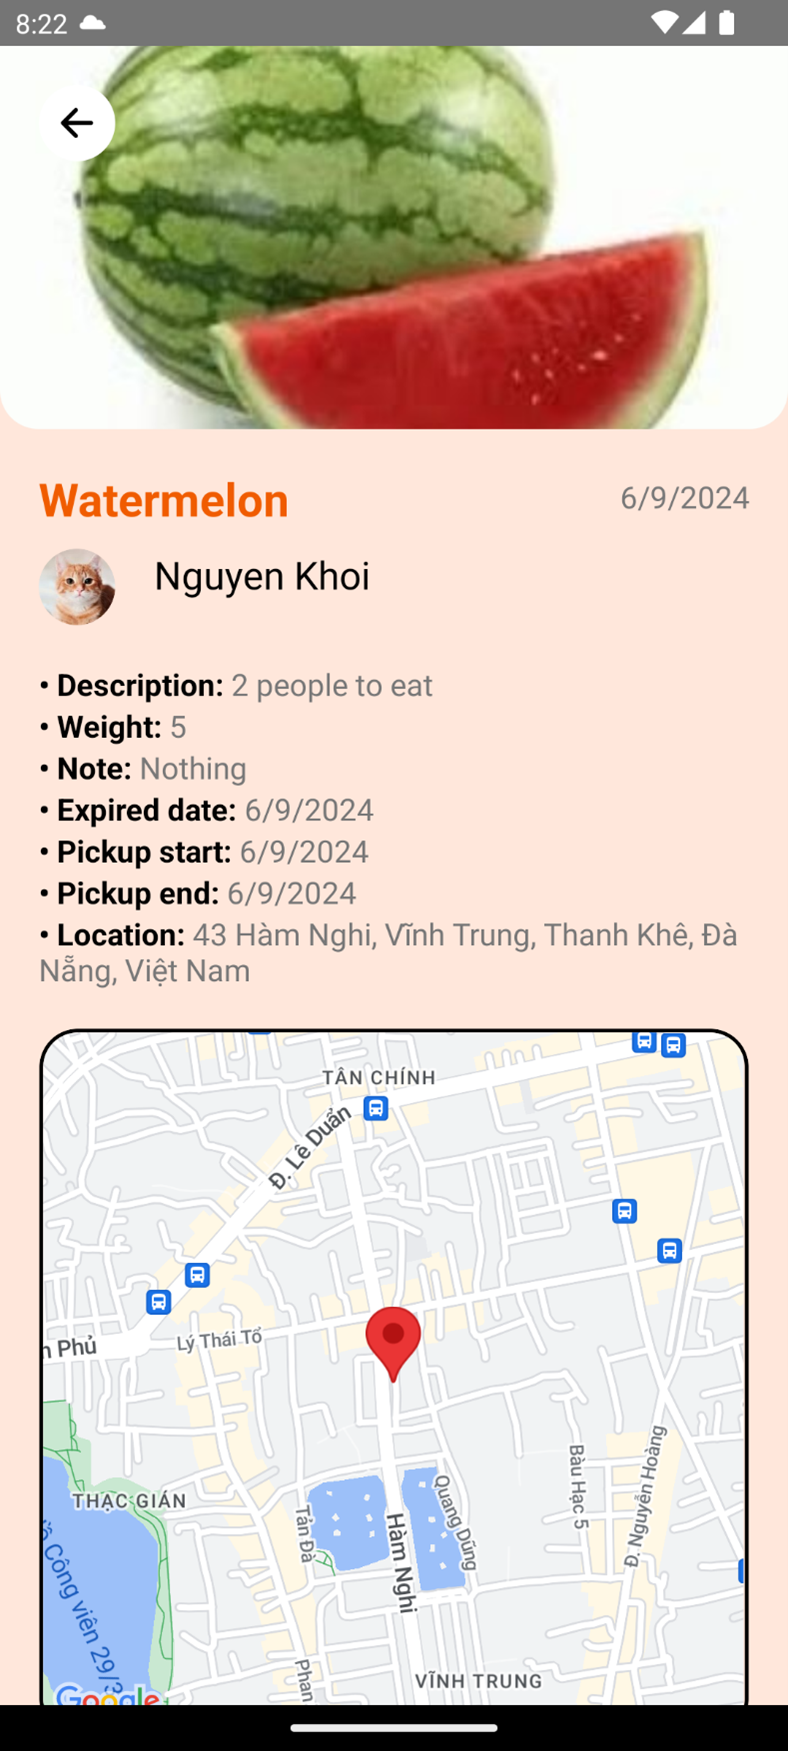 8:22
Watermelon
6/9/2024
Nguyen Khoi
• Description: 2 people to eat
• Weight: 5
• Note: Nothing
• Expired date: 6/9/2024
• Pickup start: 6/9/2024
• Pickup end: 6/9/2024
• Location: 43 Hàm Nghi, Vĩnh Trung, Thanh Khê, Đà
Nẵng, Việt Nam
TÂN CHÍNH
Đ. Lê Duẩn
Lý Thái Tổ
n Phủ
THẠC GIÁN
Tản Đà
Hàm Nghi
Quang Dũng
Bàu Hạc 5
Đ. Nguyễn Hoàng
Công viên 29/3
Phan
VĨNH TRUNG
Google